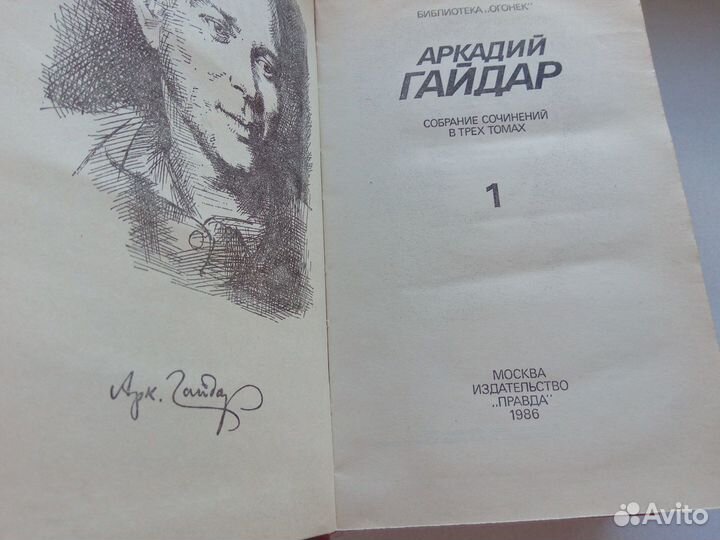 Арк. Гайдар
БИБЛИОТЕКА „ОГОНЕК"
АРКАДИЙ
ГАЙДАР
СОБРАНИЕ СОЧИНЕНИЙ
В ТРЕХ ТОМАХ
1
МОСКВА
ИЗДАТЕЛЬСТВО
„ПРАВДА"
1986
Avito